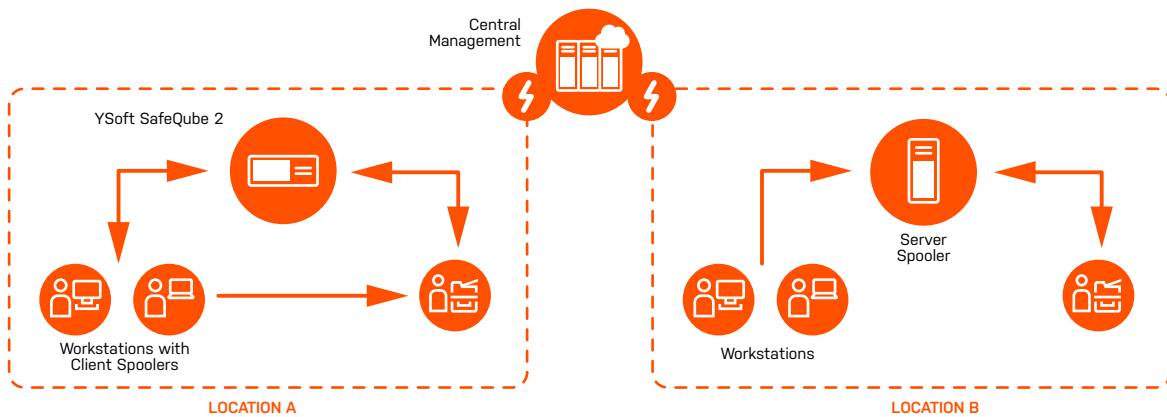 Central
Management
YSoft SafeQube 2
Workstations with
Client Spoolers
LOCATION A
Server
Spooler
Workstations
LOCATION B